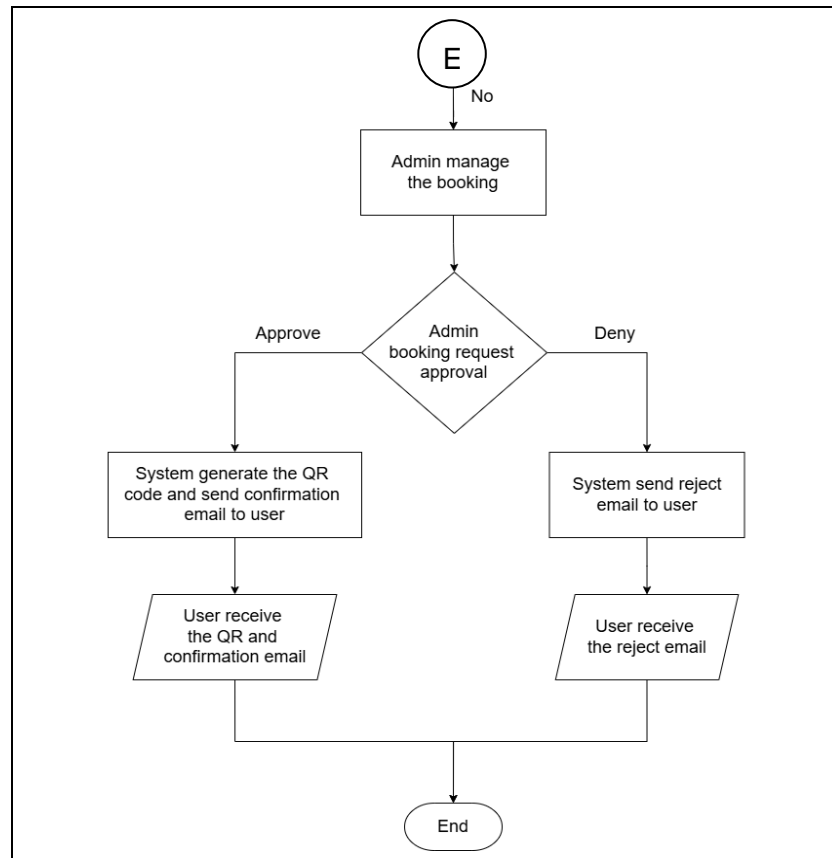 E
No
Admin manage
the booking
Admin
booking request
approval
Approve
Deny
System generate the QR
code and send confirmation
email to user
System send reject
email to user
User receive
the QR and
confirmation email
User receive
the reject email
End